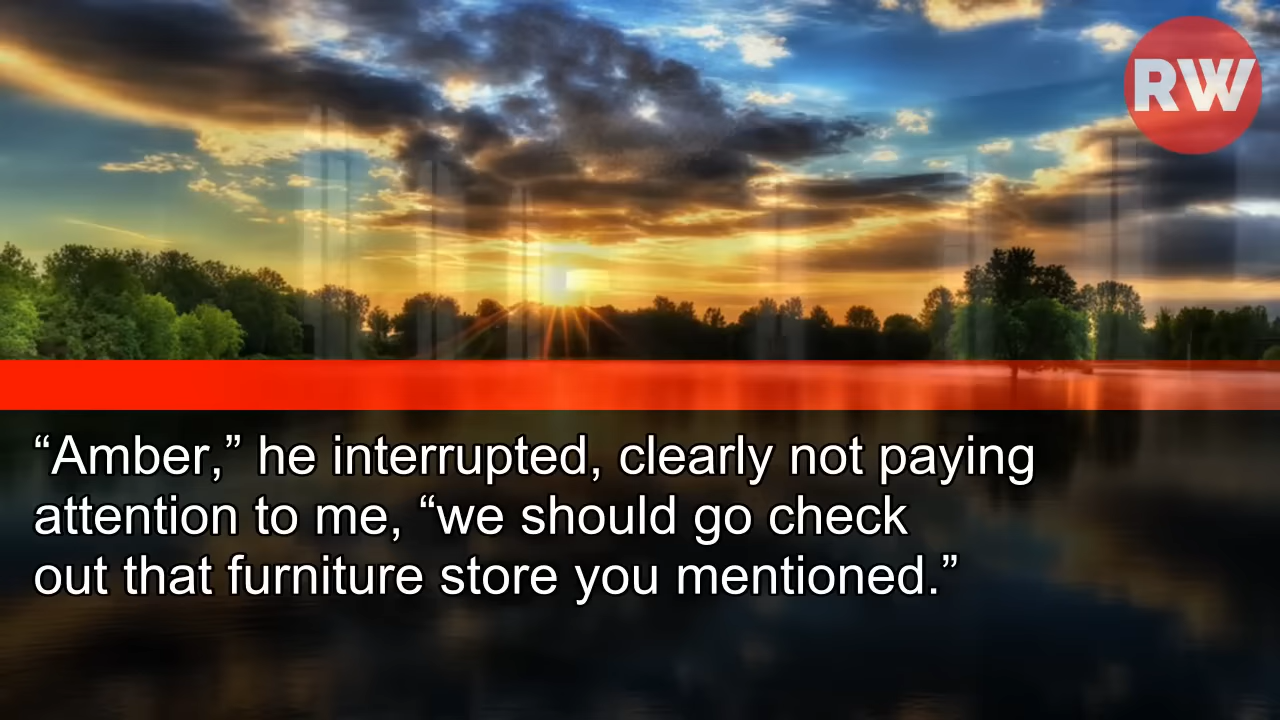 RW
“Amber,” he interrupted, clearly not paying
attention to me, “we should go check
out that furniture store you mentioned.”